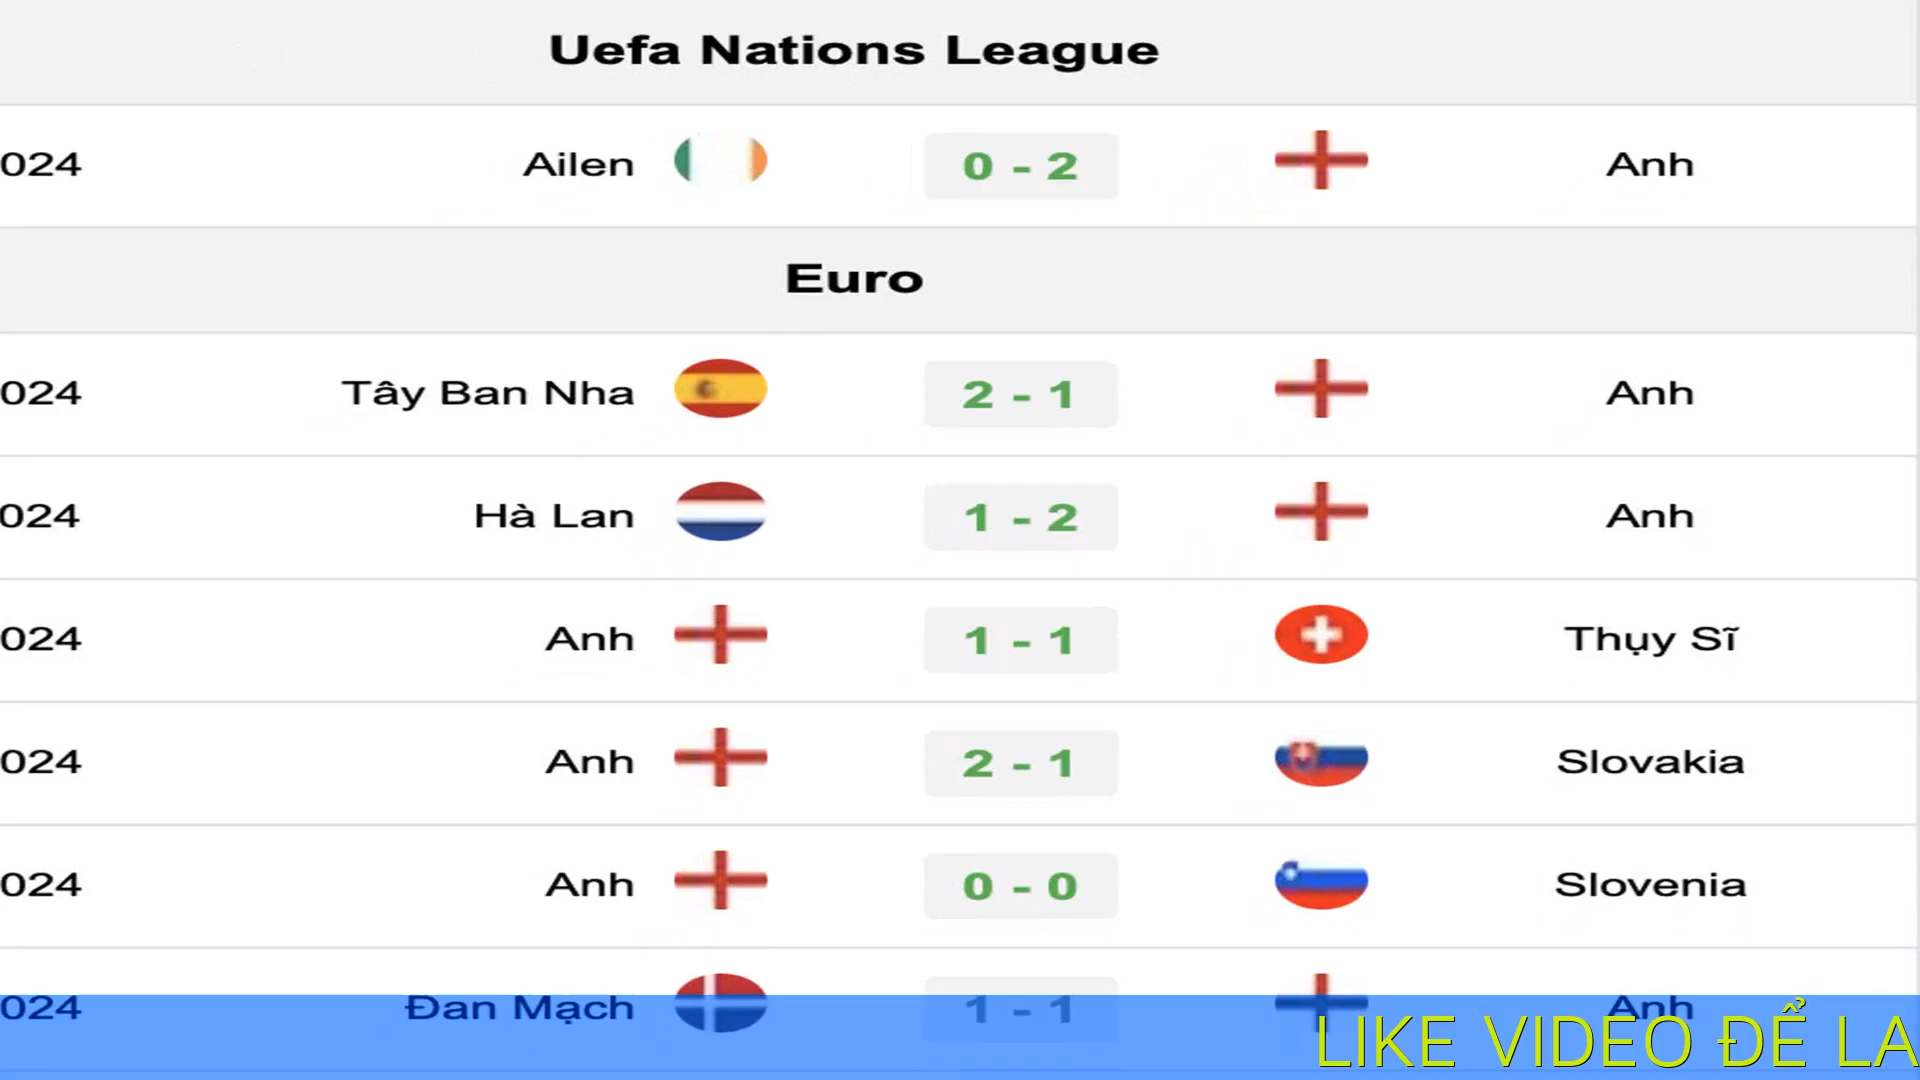 Uefa Nations League
024 Ailen 0 - 2 Anh
Euro
024 Tây Ban Nha 2 - 1 Anh
024 Hà Lan 1 - 2 Anh
024 Anh 1 - 1 Thụy Sĩ
024 Anh 2 - 1 Slovakia
024 Anh 0 - 0 Slovenia
024 Đan Mạch 1 - 1 Anh
LIKE VIDEO ĐỂ LA